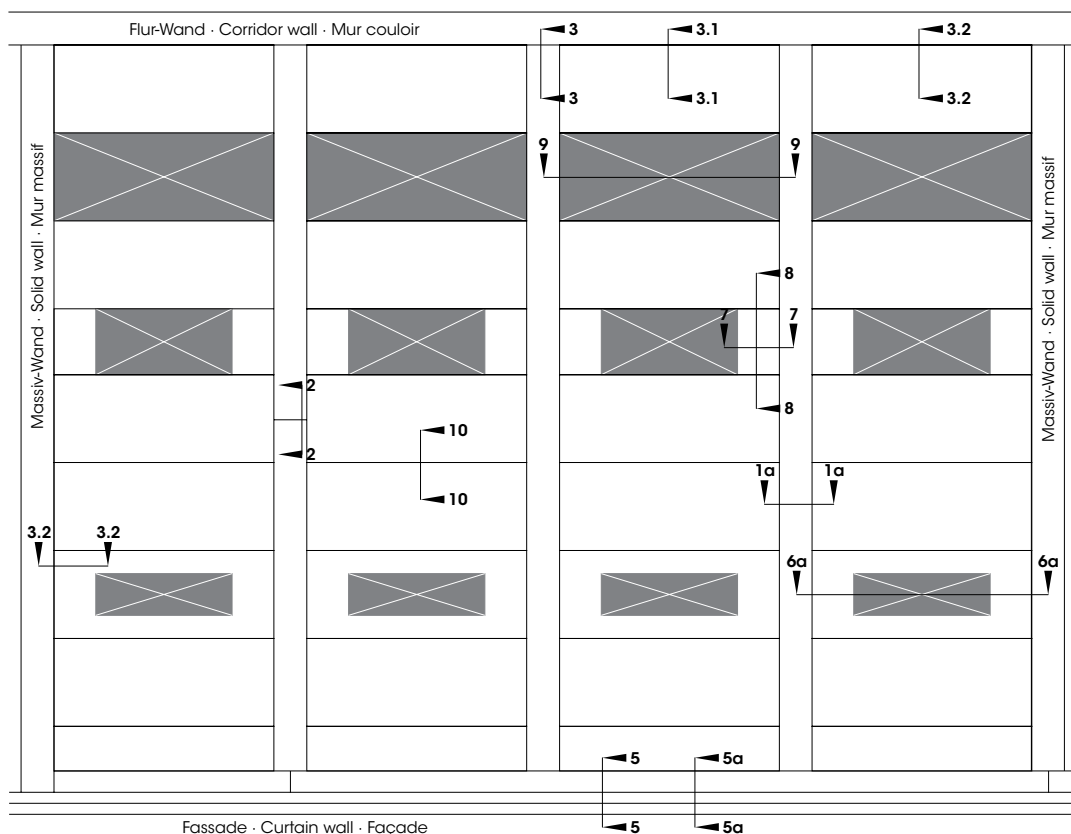 Flur-Wand · Corridor wall · Mur couloir
3
3.1
3.2
3
3.1
3.2
Massiv-Wand · Solid wall · Mur massif
9
9
Massiv-Wand · Solid wall · Mur massif
8
7
7
2
8
10
2
1a
1a
10
3.2
3.2
6a
6a
5
5a
5
5a
Fassade · Curtain wall · Façade